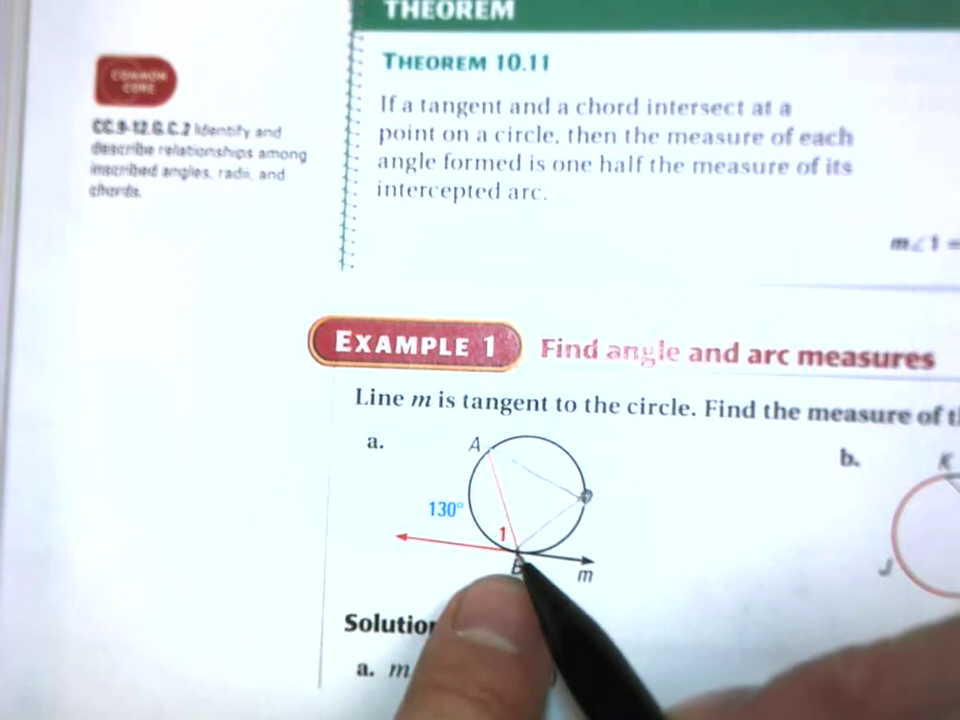 THEOREM
COMMON
CORE
CC.9-12.G.C.2 Identify and
describe relationships among
inscribed angles, radii, and
chords.
THEOREM 10.11
If a tangent and a chord intersect at a
point on a circle, then the measure of each
angle formed is one half the measure of its
intercepted arc.
m∠1 =
EXAMPLE 1 Find angle and arc measures
Line m is tangent to the circle. Find the measure of
a.
A
130°
1
B
m
b.
K
J
Solution
a. m